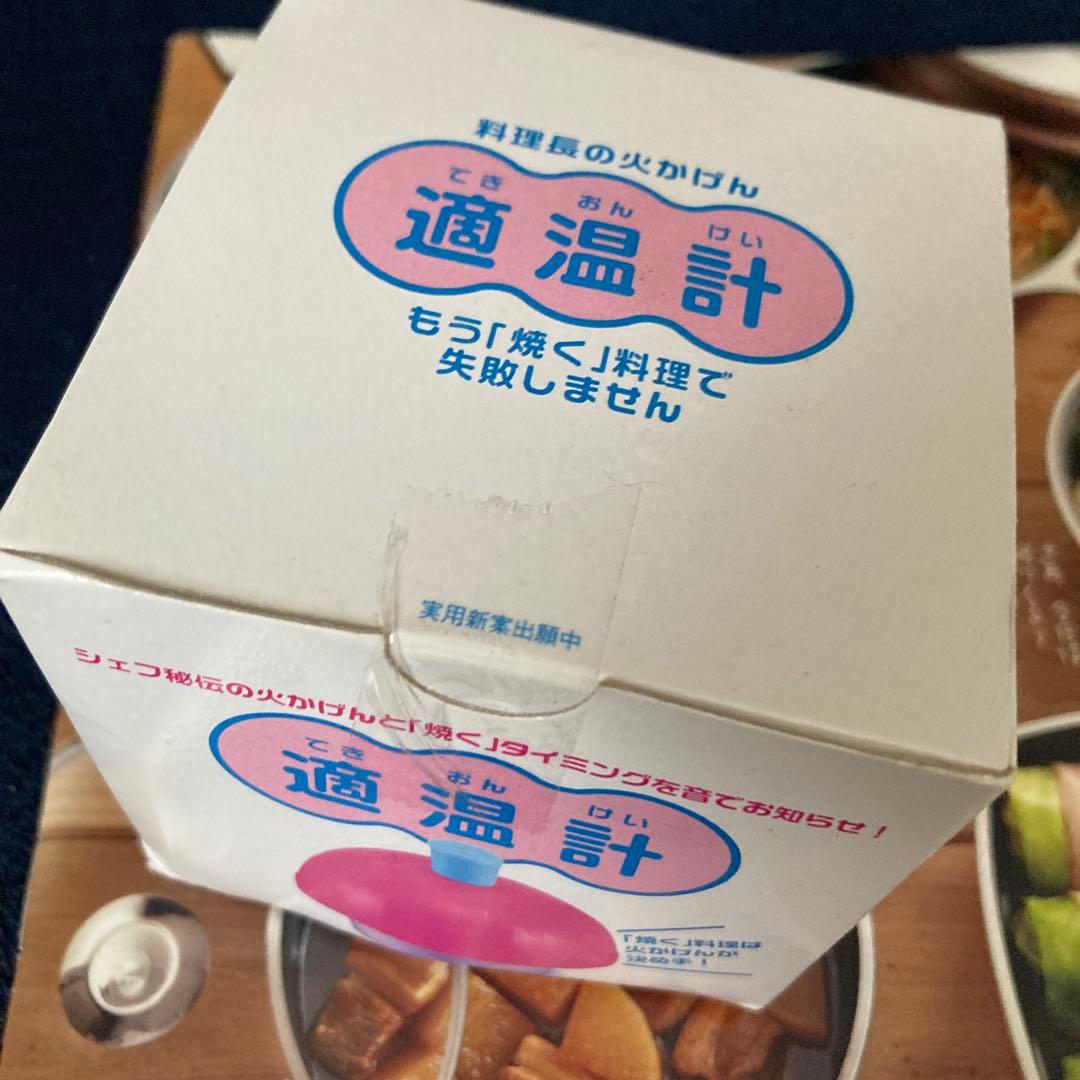 料理長の火かげん
てき おん けい
適温計
もう「焼く」料理で
失敗しません
実用新案出願中
シェフ秘伝の火かげんと「焼く」タイミングを音でお知らせ！
てき おん けい
適温計
「焼く」料理は
火かげんが
決め手！